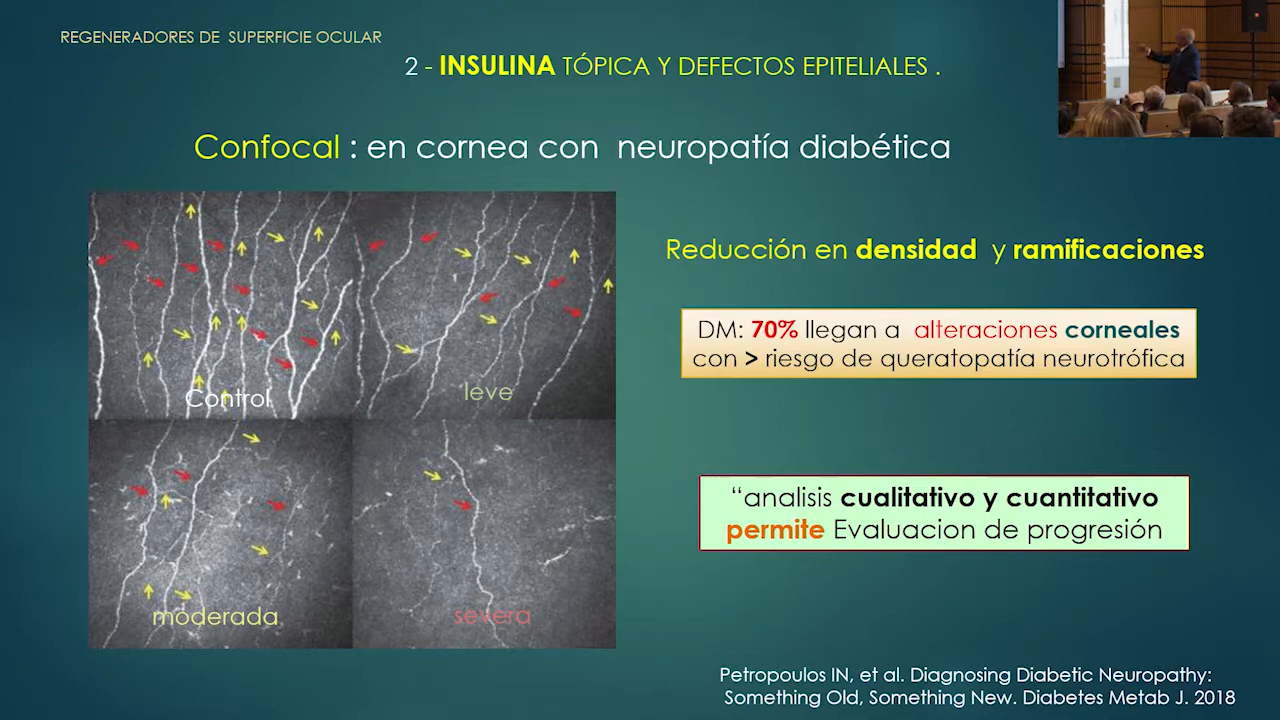 REGENERADORES DE SUPERFICIE OCULAR
2 - INSULINA TÓPICA Y DEFECTOS EPITELIALES .
Confocal : en cornea con neuropatía diabética
Control
leve
moderada
severa
Reducción en densidad y ramificaciones
DM: 70% llegan a alteraciones corneales
con > riesgo de queratopatía neurotrófica
“analisis cualitativo y cuantitativo
permite Evaluacion de progresión
Petropoulos IN, et al. Diagnosing Diabetic Neuropathy:
Something Old, Something New. Diabetes Metab J. 2018